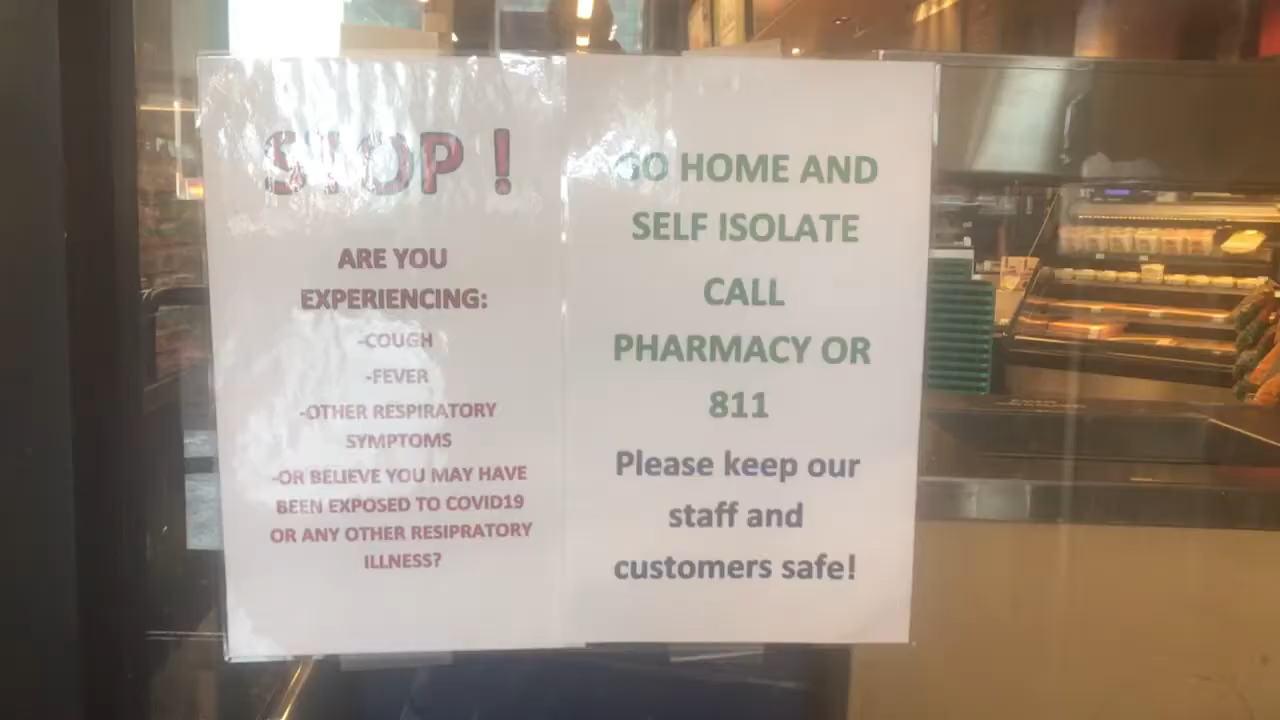 STOP !
ARE YOU
EXPERIENCING:
-COUGH
-FEVER
-OTHER RESPIRATORY
SYMPTOMS
-OR BELIEVE YOU MAY HAVE
BEEN EXPOSED TO COVID19
OR ANY OTHER RESIPRATORY
ILLNESS?
GO HOME AND
SELF ISOLATE
CALL
PHARMACY OR
811
Please keep our
staff and
customers safe!